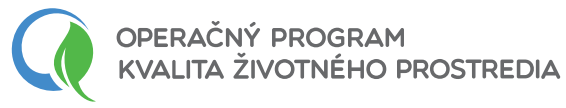 OPERAČNÝ PROGRAM
KVALITA ŽIVOTNÉHO PROSTREDIA